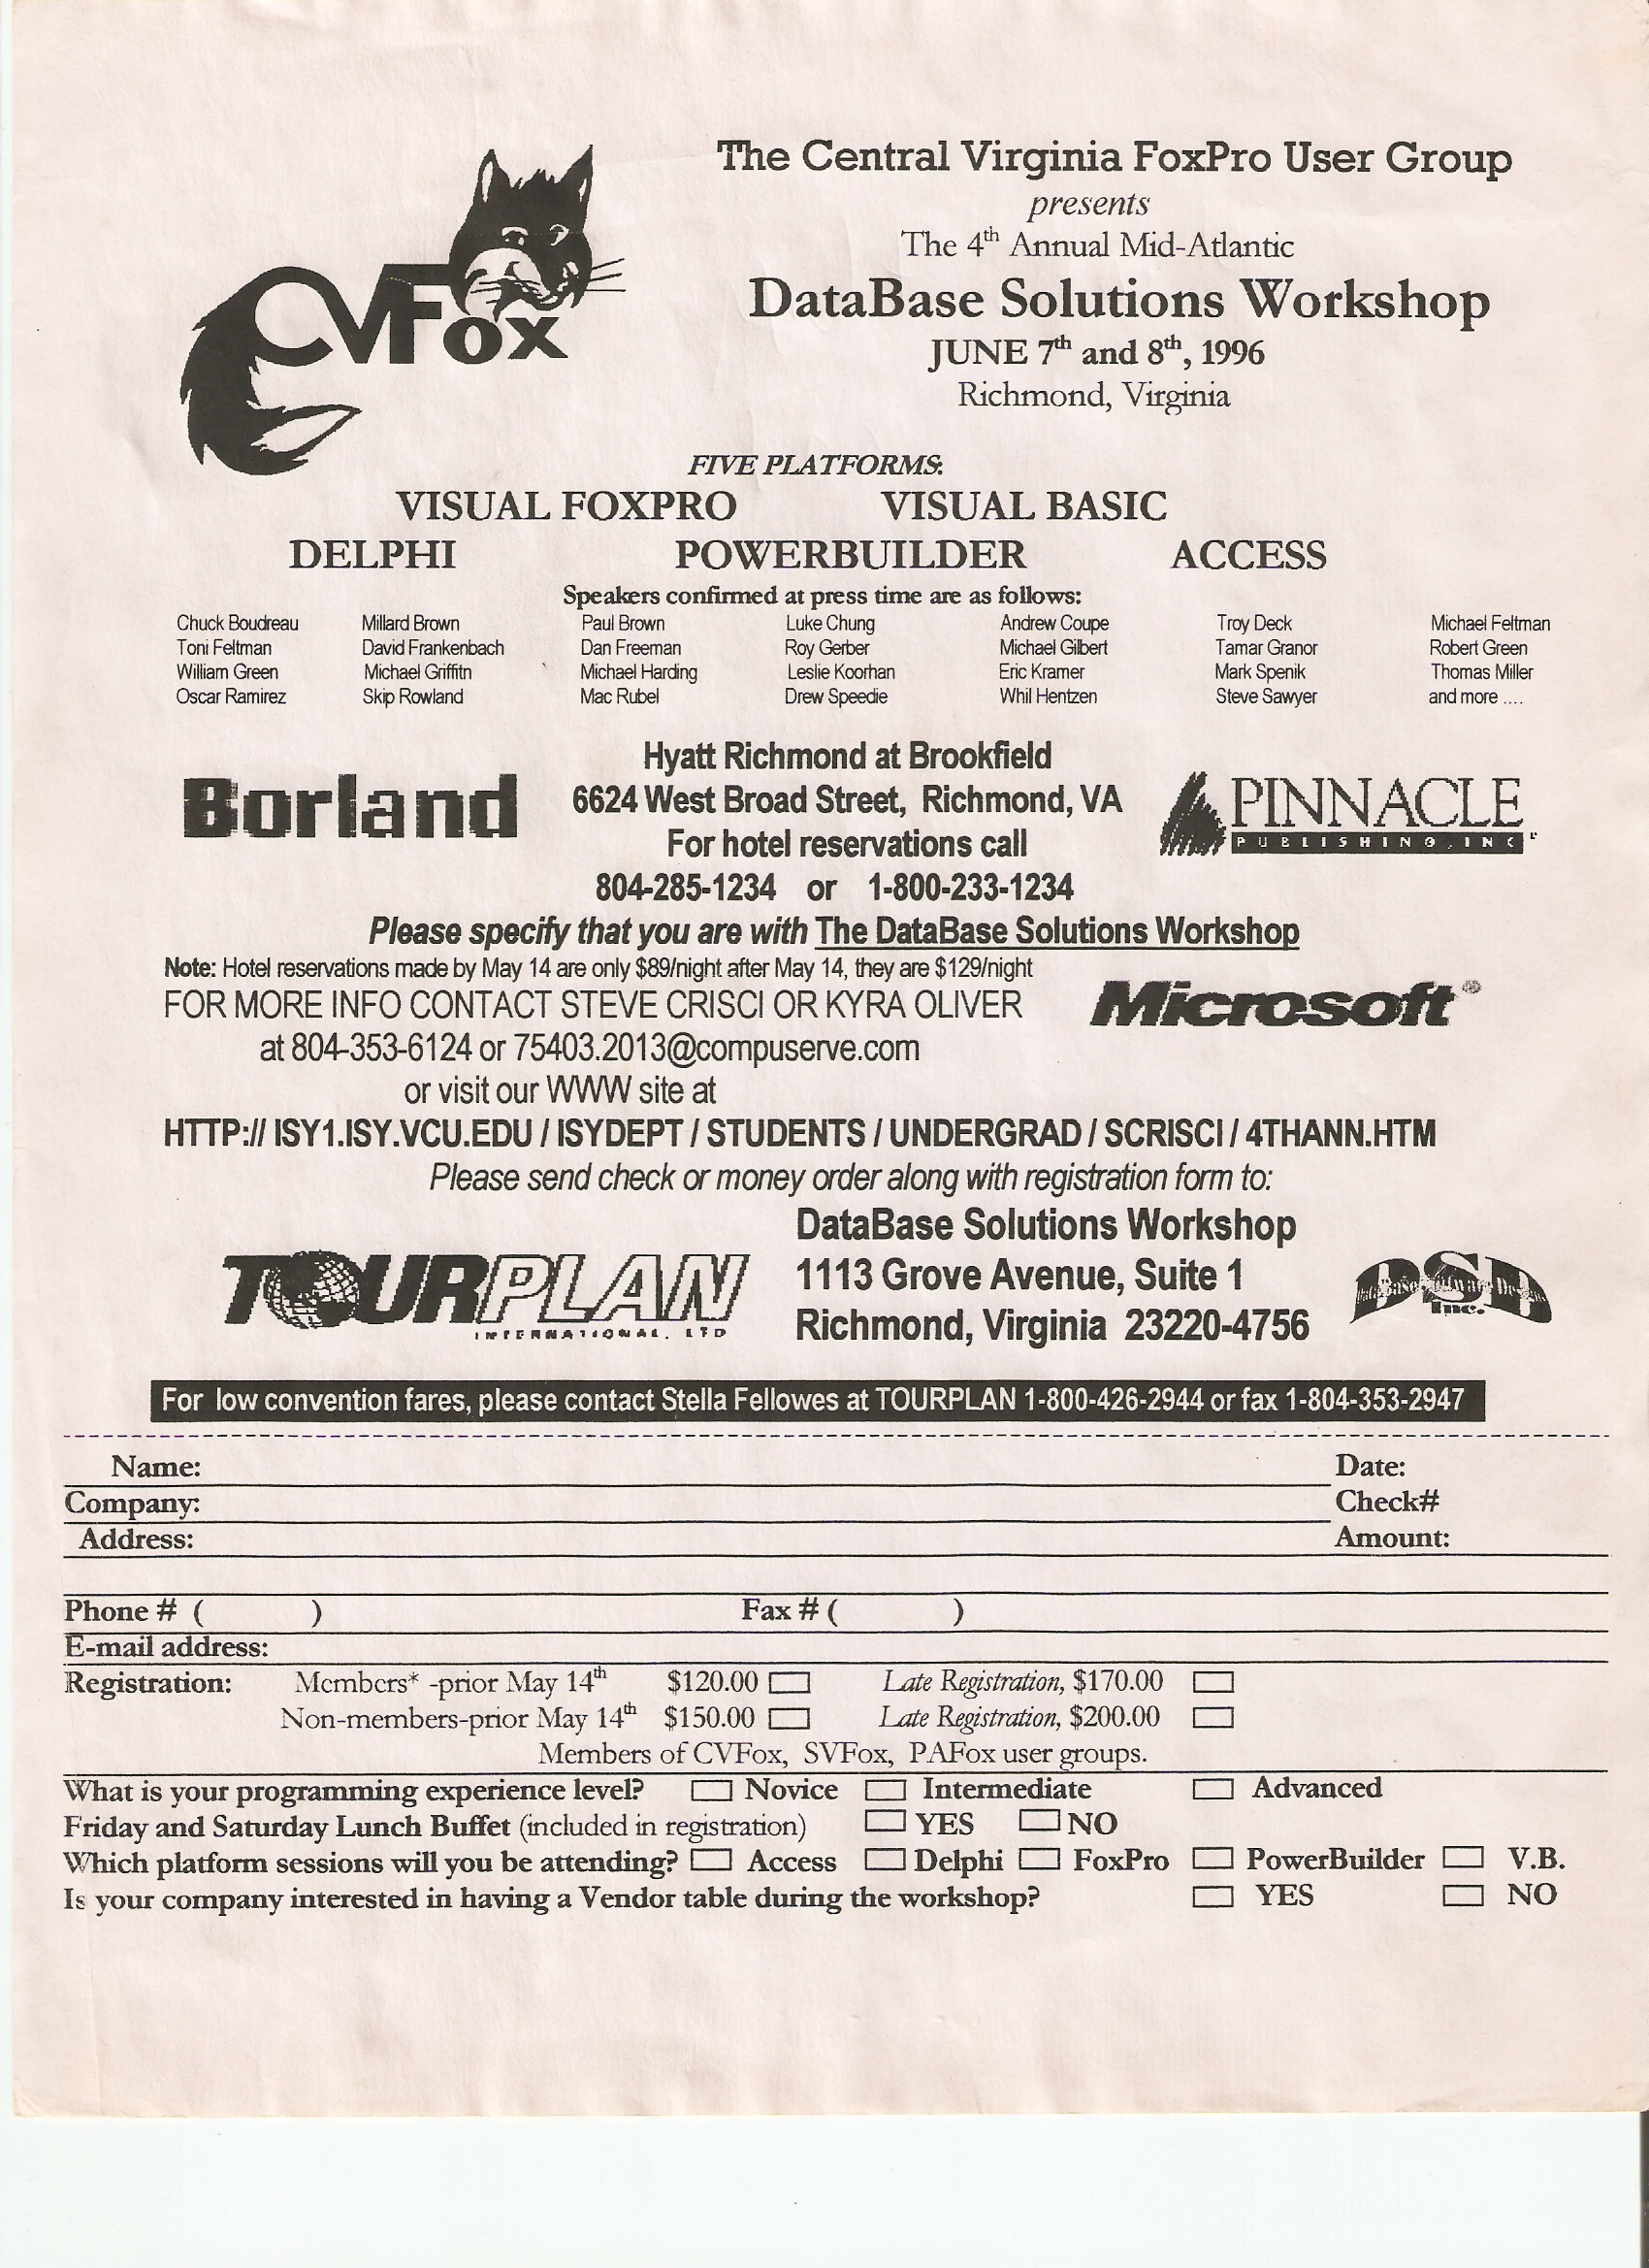 The Central Virginia FoxPro User Group
presents
The 4th Annual Mid-Atlantic
DataBase Solutions Workshop
JUNE 7th and 8th, 1996
Richmond, Virginia
CVFox
FIVE PLATFORMS:
VISUAL FOXPRO VISUAL BASIC
DELPHI POWERBUILDER ACCESS
Speakers confirmed at press time are as follows:
Chuck Boudreau Millard Brown Paul Brown Luke Chung Andrew Coupe Troy Deck Michael Feltman
Toni Feltman David Frankenbach Dan Freeman Roy Gerber Michael Gilbert Tamar Granor Robert Green
William Green Michael Griffitn Michael Harding Leslie Koorhan Eric Kramer Mark Spenik Thomas Miller
Oscar Ramirez Skip Rowland Mac Rubel Drew Speedie Whil Hentzen Steve Sawyer and more ....
Hyatt Richmond at Brookfield
Borland
6624 West Broad Street, Richmond, VA
PINNACLE
PUBLISHING, INC
For hotel reservations call
804-285-1234 or 1-800-233-1234
Please specify that you are with The DataBase Solutions Workshop
Note: Hotel reservations made by May 14 are only $89/night after May 14, they are $129/night
FOR MORE INFO CONTACT STEVE CRISCI OR KYRA OLIVER
Microsoft®
at 804-353-6124 or 75403.2013@compuserve.com
or visit our WWW site at
HTTP:// ISY1.ISY.VCU.EDU / ISYDEPT / STUDENTS / UNDERGRAD / SCRISCI / 4THANN.HTM
Please send check or money order along with registration form to:
DataBase Solutions Workshop
TOURPLAN
INTERNATIONAL, LTD
1113 Grove Avenue, Suite 1
DSD
Inc.
Richmond, Virginia 23220-4756
For low convention fares, please contact Stella Fellowes at TOURPLAN 1-800-426-2944 or fax 1-804-353-2947
Name: Date:
Company: Check#
Address: Amount:
Phone # ( ) Fax # ( )
E-mail address:
Registration: Members* -prior May 14th $120.00 Late Registration, $170.00
Non-members-prior May 14th $150.00 Late Registration, $200.00
Members of CVFox, SVFox, PAFox user groups.
What is your programming experience level? Novice Intermediate Advanced
Friday and Saturday Lunch Buffet (included in registration) YES NO
Which platform sessions will you be attending? Access Delphi FoxPro PowerBuilder V.B.
Is your company interested in having a Vendor table during the workshop? YES NO